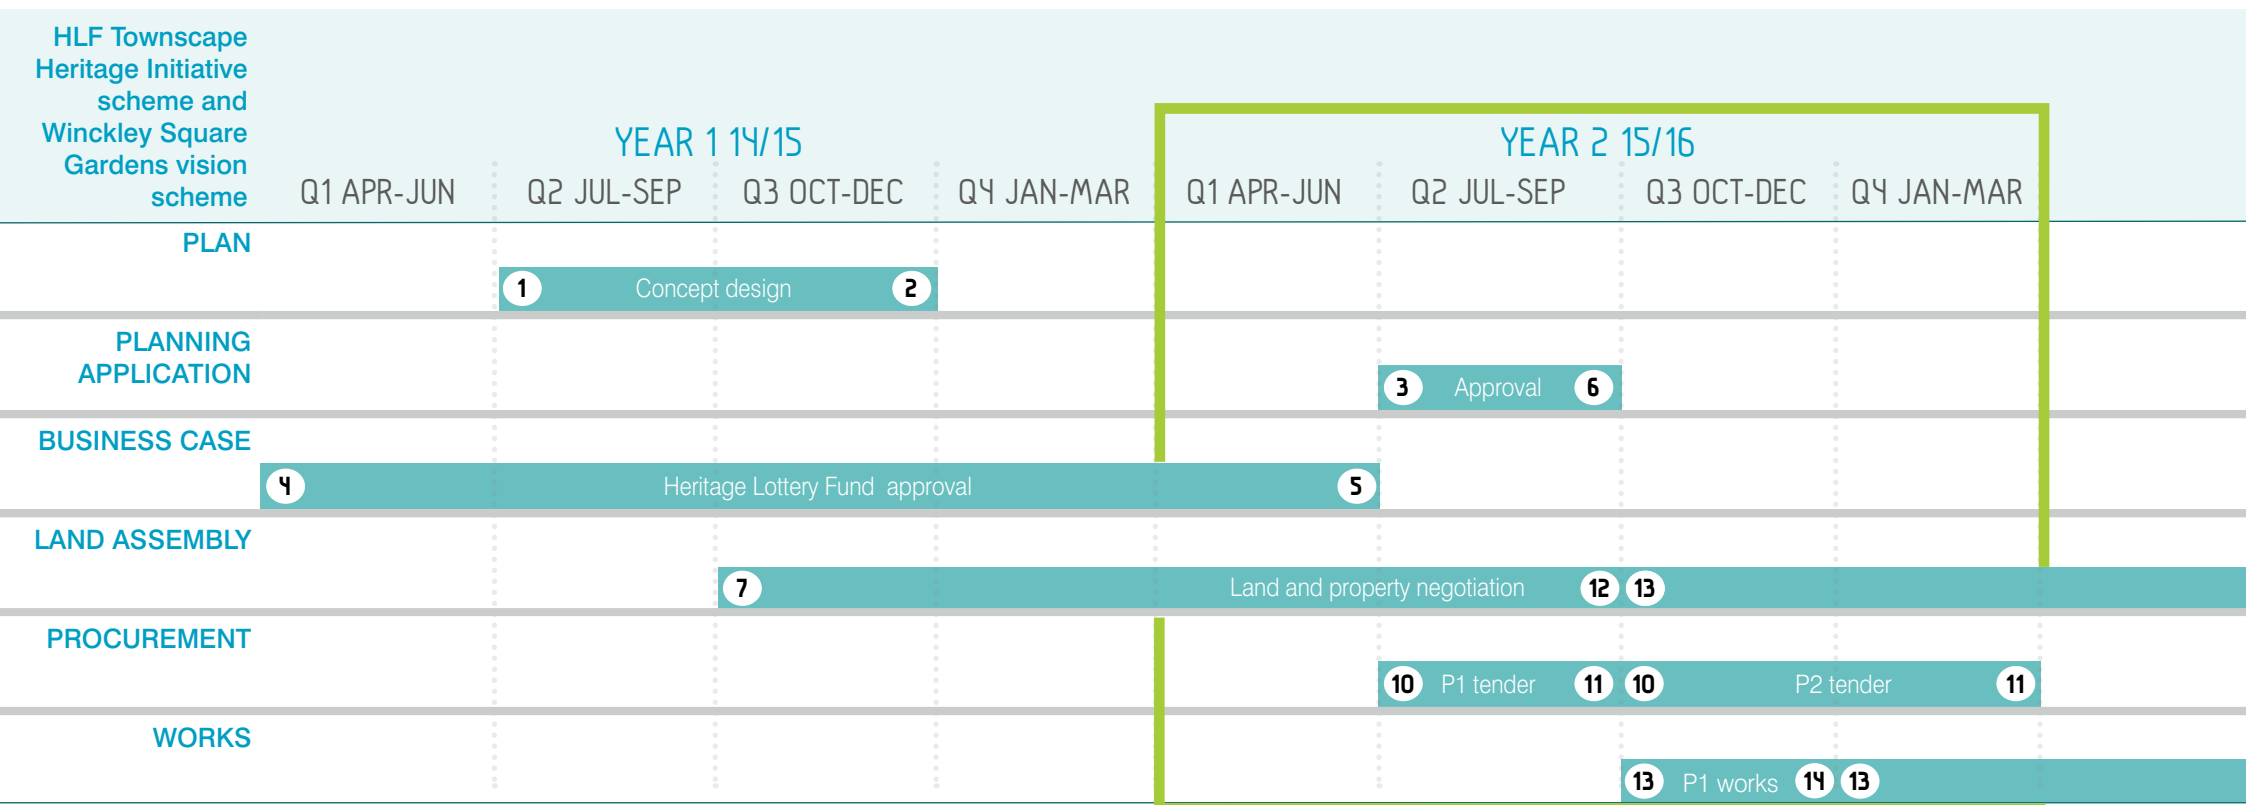 HLF Townscape
Heritage Initiative
scheme and
Winckley Square
Gardens vision
scheme
YEAR 1 14/15
YEAR 2 15/16
Q1 APR-JUN
Q2 JUL-SEP
Q3 OCT-DEC
Q4 JAN-MAR
Q1 APR-JUN
Q2 JUL-SEP
Q3 OCT-DEC
Q4 JAN-MAR
PLAN
1 Concept design 2
PLANNING
APPLICATION
3 Approval 6
BUSINESS CASE
4 Heritage Lottery Fund approval 5
LAND ASSEMBLY
7 Land and property negotiation 12 13
PROCUREMENT
10 P1 tender 11 10 P2 tender 11
WORKS
13 P1 works 14 13